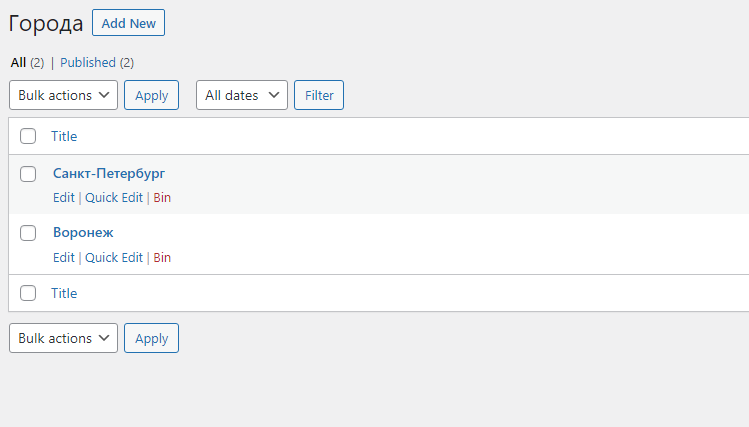 Города Add New
All (2) | Published (2)
Bulk actions Apply All dates Filter
Title
Санкт-Петербург
Edit | Quick Edit | Bin
Воронеж
Edit | Quick Edit | Bin
Title
Bulk actions Apply